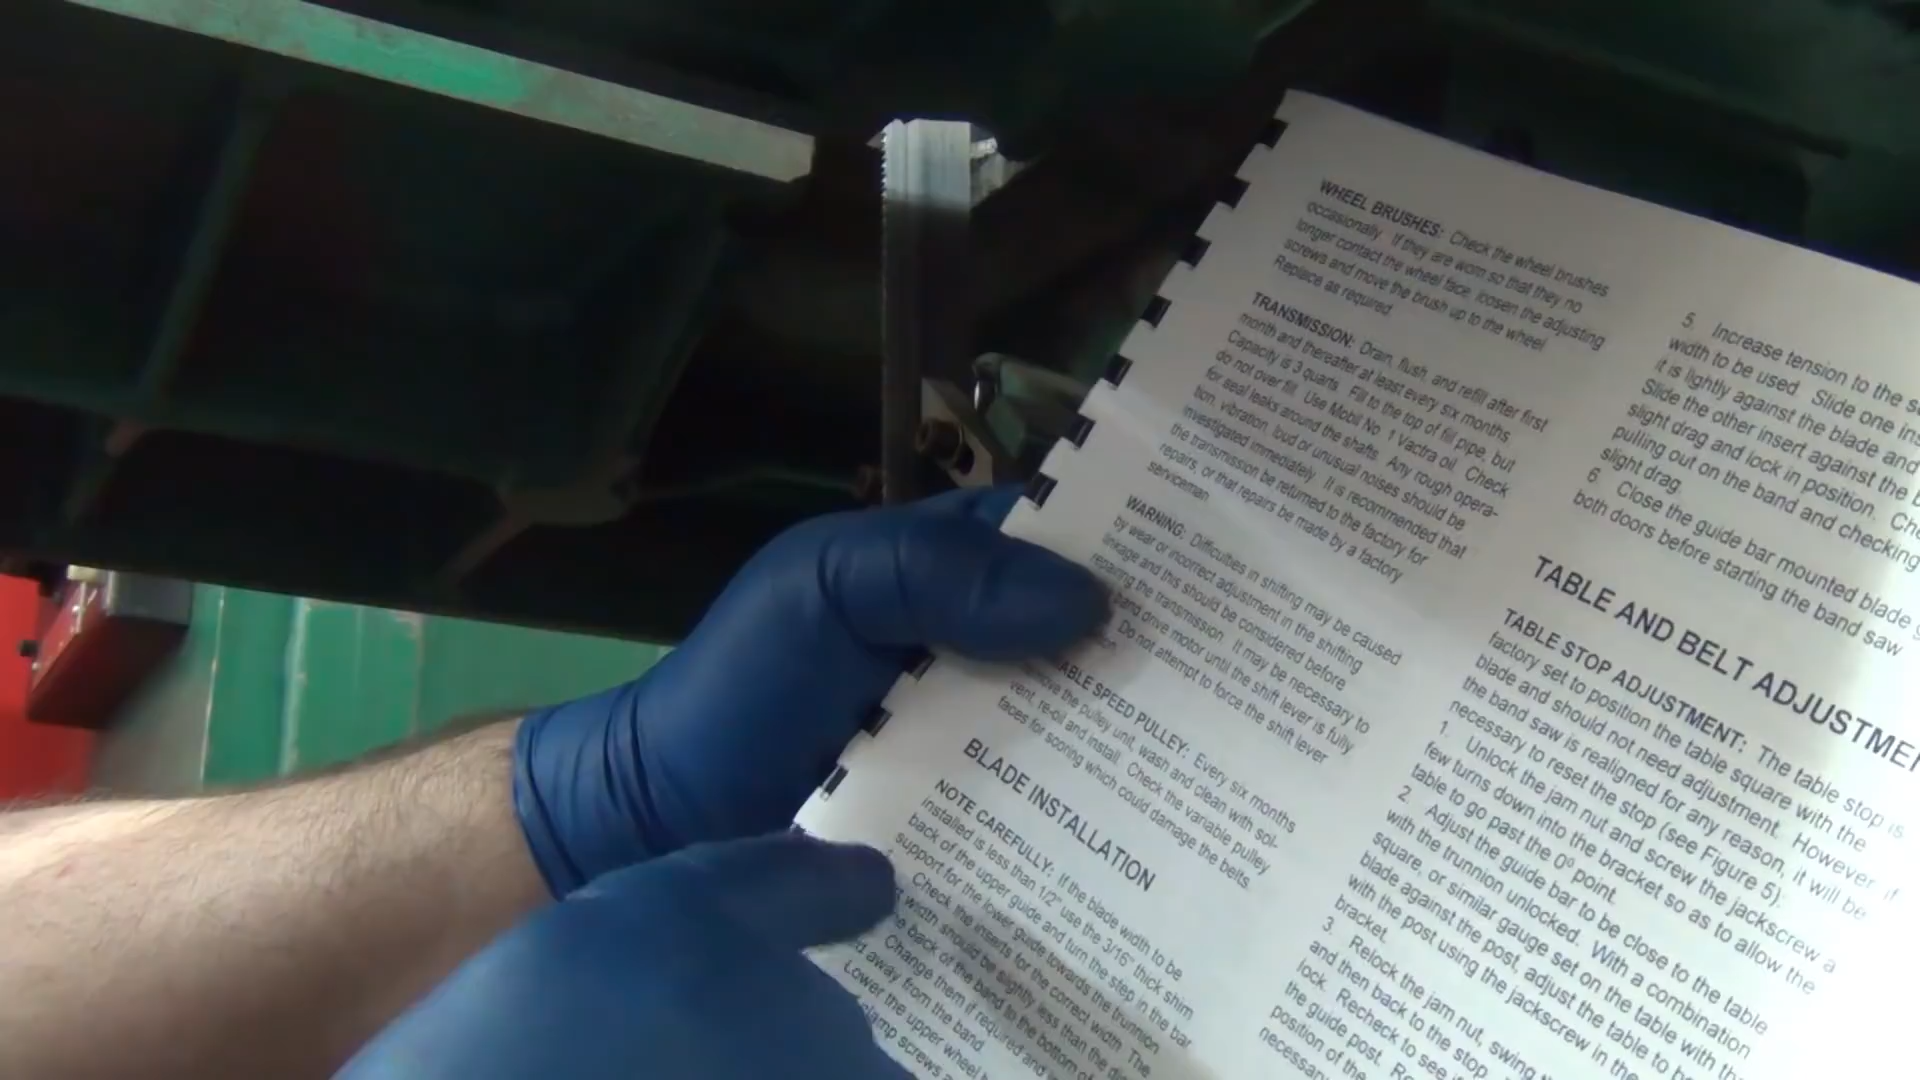 WHEEL BRUSHES: Check the wheel brushes
occasionally. If they are worn so that they no
longer contact the wheel face, loosen the adjusting
screws and move the brush up to the wheel.
Replace as required.
TRANSMISSION: Drain, flush, and refill after first
month and thereafter at least every six months.
Capacity is 3 quarts. Fill to the top of fill pipe, but
do not over fill. Use Mobil No. 1 Vactra oil. Check
for seal leaks around the shafts. Any rough opera-
tion, vibration, loud or unusual noises should be
investigated immediately. It is recommended that
the transmission be returned to the factory for
repairs, or that repairs be made by a factory
serviceman.
WARNING: Difficulties in shifting may be caused
by wear or incorrect adjustment in the shifting
linkage and this should be considered before
repairing the transmission. It may be necessary to
band drive motor until the shift lever is fully
Do not attempt to force the shift lever
ABLE SPEED PULLEY: Every six months
move the pulley unit, wash and clean with sol-
vent, re-oil and install. Check the variable pulley
faces for scoring which could damage the belts.
BLADE INSTALLATION
NOTE CAREFULLY: If the blade width to be
installed is less than 1/2" use the 3/16" thick shim
back of the upper guide and turn the step in the bar
support for the lower guide towards the trunnion
Check the inserts for the correct width. The
width should be slightly less than the
back of the band to the bottom of
Change them if required and
away from the band.
Lower the upper wheel
clamp screws
5. Increase tension to the
width to be used. Slide one
it is lightly against the blade and
Slide the other insert against the
slight drag and lock in position.
pulling out on the band and checking
slight drag.
6. Close the guide bar mounted blade
both doors before starting the band saw
TABLE AND BELT ADJUSTME
TABLE STOP ADJUSTMENT: The table stop is
factory set to position the table square with the
blade and should not need adjustment. However, if
the band saw is realigned for any reason, it will be
necessary to reset the stop (see Figure 5):
1. Unlock the jam nut and screw the jackscrew a
few turns down into the bracket so as to allow the
table to go past the 0º point.
2. Adjust the guide bar to be close to the table
with the trunnion unlocked. With a combination
square, or similar gauge set on the table with the
blade against the post, adjust the table to be
with the post using the jackscrew in the
bracket.
3. Relock the jam nut, swing
and then back to the stop.
lock. Recheck to see
the guide post.
position of the
necessary